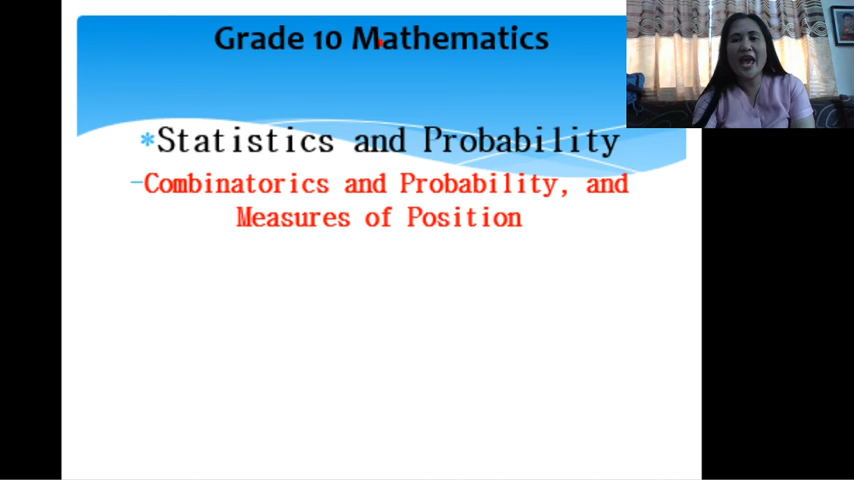 Grade 10 Mathematics
*Statistics and Probability
-Combinatorics and Probability, and
Measures of Position